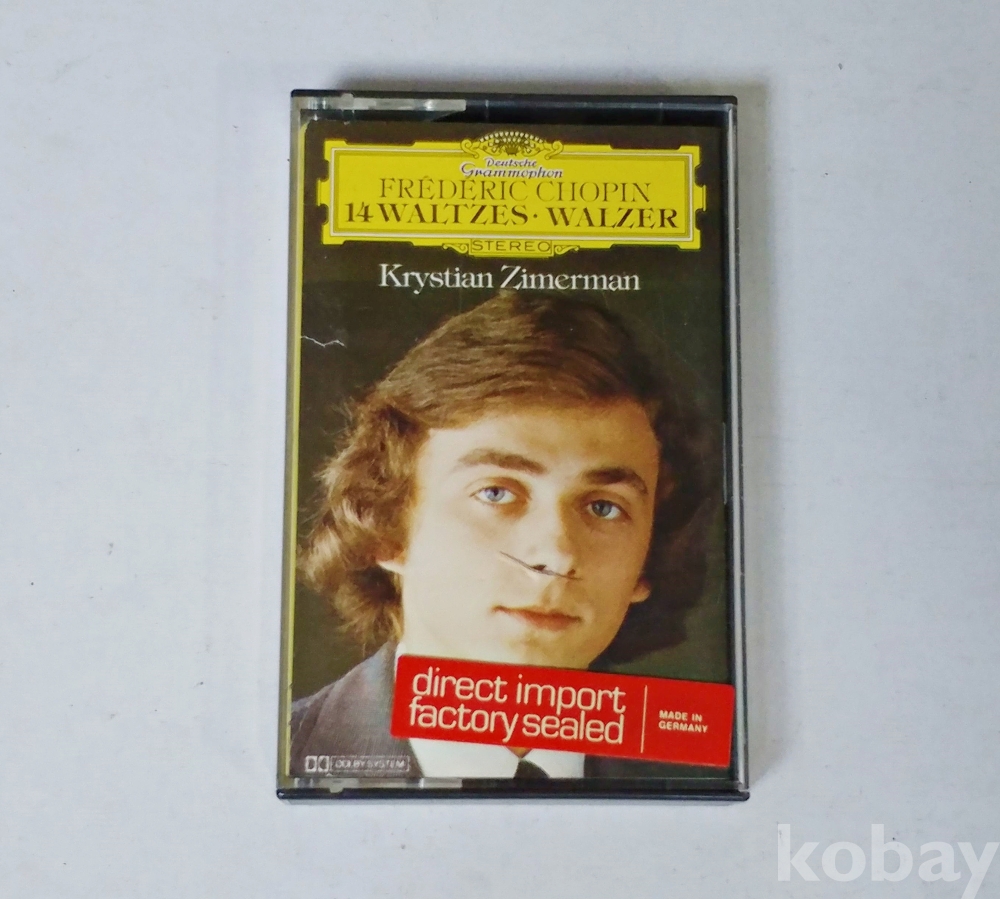 Deutsche
Grammophon
FRÉDÉRIC CHOPIN
14 WALTZES · WALZER
STEREO
Krystian Zimerman
direct import
factory sealed
MADE IN
GERMANY
DOLBY SYSTEM
kobay